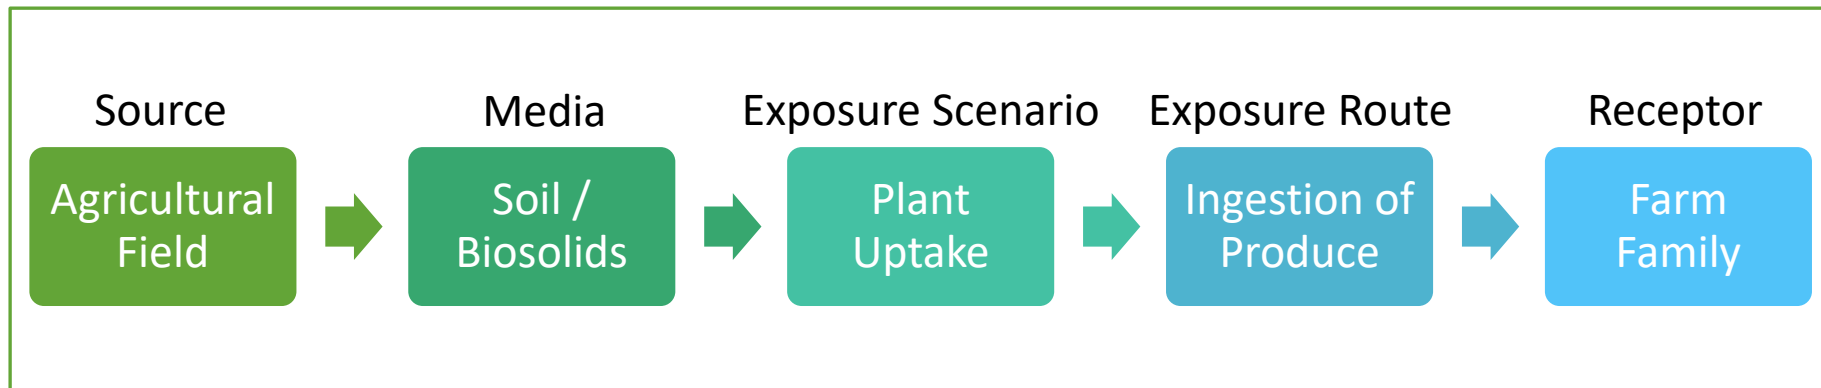 Source
Agricultural
Field
Media
Soil /
Biosolids
Exposure Scenario
Plant
Uptake
Exposure Route
Ingestion of
Produce
Receptor
Farm
Family